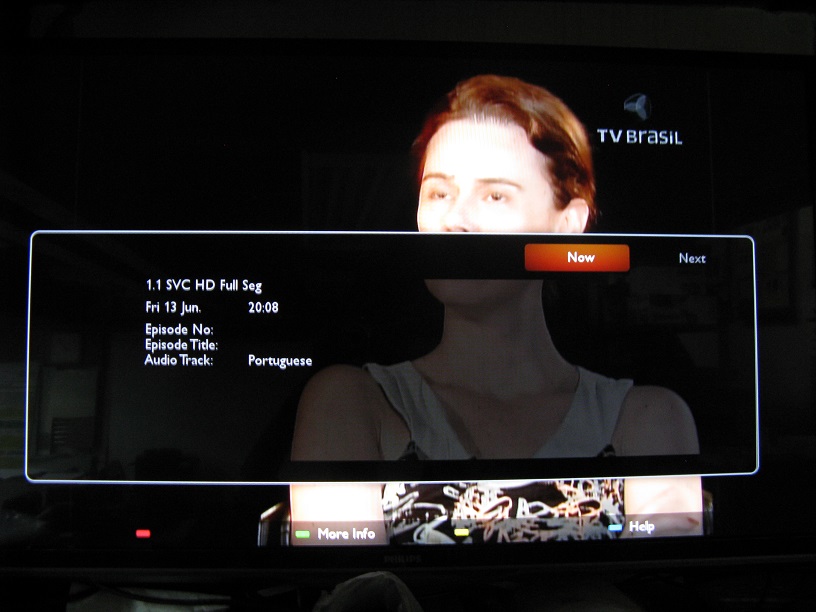 TV BRASIL
Now Next
1.1 SVC HD Full Seg
Fri 13 Jun. 20:08
Episode No:
Episode Title:
Audio Track: Portuguese
More Info Help
PHILIPS